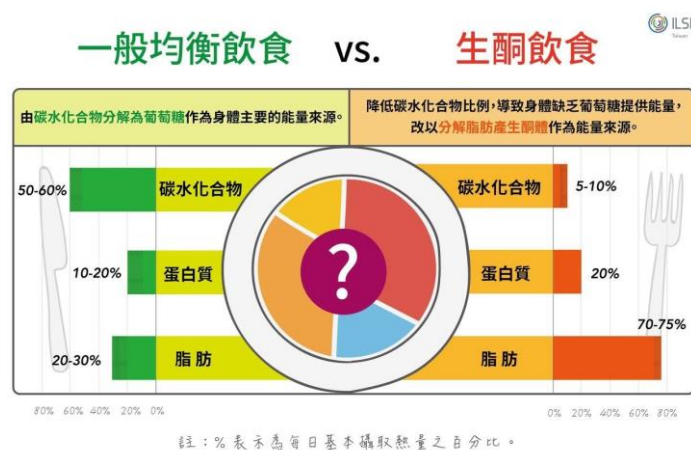 ILSI
Taiwan
一般均衡飲食 vs. 生酮飲食
由碳水化合物分解為葡萄糖作為身體主要的能量來源。
降低碳水化合物比例,導致身體缺乏葡萄糖提供能量,
改以分解脂肪產生酮體作為能量來源。
50-60% 碳水化合物
10-20% 蛋白質
20-30% 脂肪
80% 60% 40% 20% 0%
?
碳水化合物 5-10%
蛋白質 20%
70-75%
脂肪
0% 20% 40% 60% 80%
註：%表示為每日基本攝取熱量之百分比。